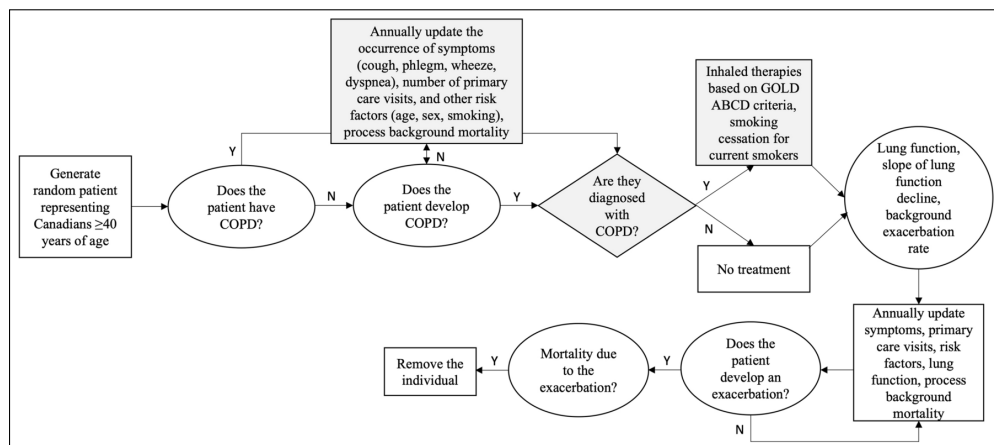 Annually update the
occurrence of symptoms
(cough, phlegm, wheeze,
dyspnea), number of primary
care visits, and other risk
factors (age, sex, smoking),
process background mortality
Inhaled therapies
based on GOLD
ABCD criteria,
smoking
cessation for
current smokers
Generate
random patient
representing
Canadians ≥40
years of age
Y
Does the
patient have
COPD?
N
N
Does the
patient develop
COPD?
Y
Are they
diagnosed
with
COPD?
Y
N
No treatment
Lung function,
slope of lung
function
decline,
background
exacerbation
rate
Annually update
symptoms, primary
care visits, risk
factors, lung
function, process
background
mortality
Does the
patient
develop an
exacerbation?
N
Y
Mortality due
to the
exacerbation?
Y
Remove the
individual